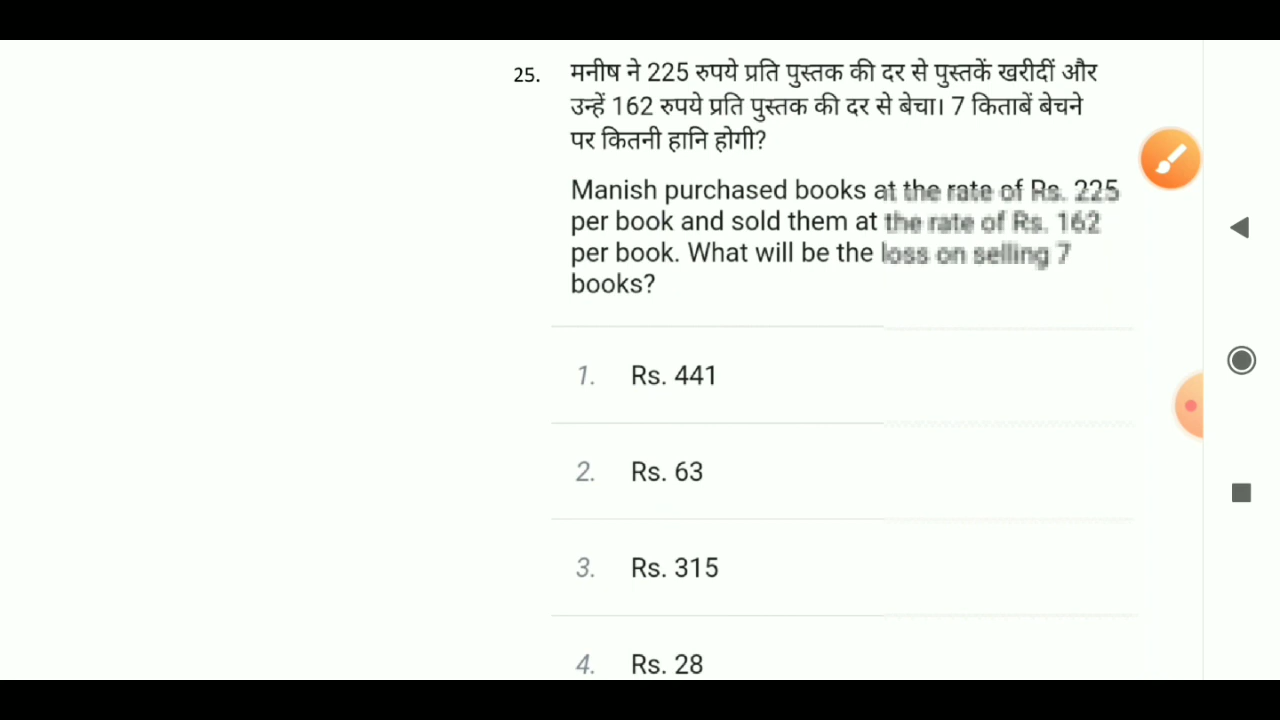 25. मनीष ने 225 रुपये प्रति पुस्तक की दर से पुस्तकें खरीदीं और
उन्हें 162 रुपये प्रति पुस्तक की दर से बेचा। 7 किताबें बेचने
पर कितनी हानि होगी?
Manish purchased books at the rate of Rs. 225
per book and sold them at the rate of Rs. 162
per book. What will be the loss on selling 7
books?
1. Rs. 441
2. Rs. 63
3. Rs. 315
4. Rs. 28